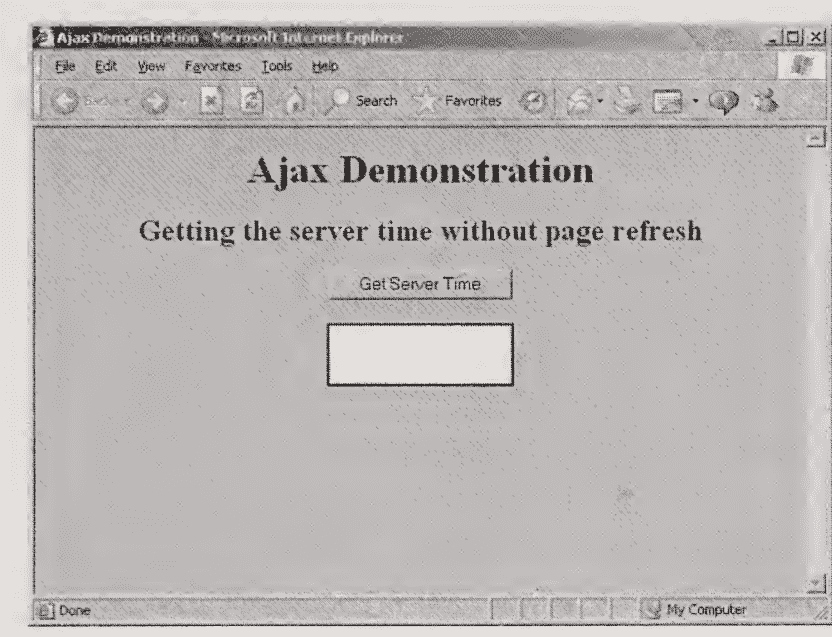 Ajax Demonstration - Microsoft Internet Explorer
File Edit View Favorites Tools Help
Back Search Favorites
Ajax Demonstration
Getting the server time without page refresh
Get Server Time
Done My Computer